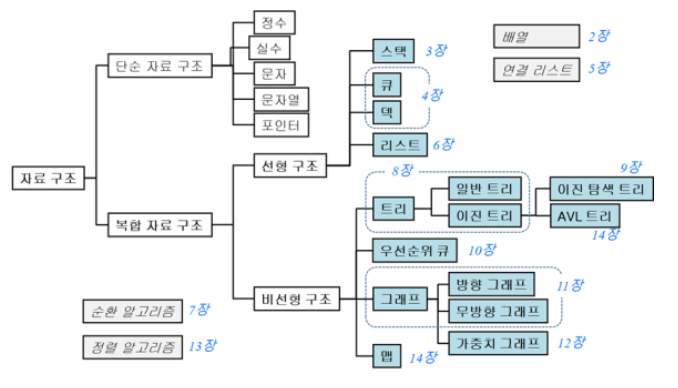 정수
실수
문자
문자열
포인터
단순 자료 구조
스택 3장
큐
덱
4장
리스트 6장
선형 구조
배열 2장
연결 리스트 5장
자료 구조
복합 자료 구조
8장
트리
일반 트리
이진 트리
9장
이진 탐색 트리
AVL 트리
14장
우선순위 큐 10장
비선형 구조
그래프
방향 그래프
무방향 그래프
11장
가중치 그래프 12장
맵 14장
순환 알고리즘 7장
정렬 알고리즘 13장